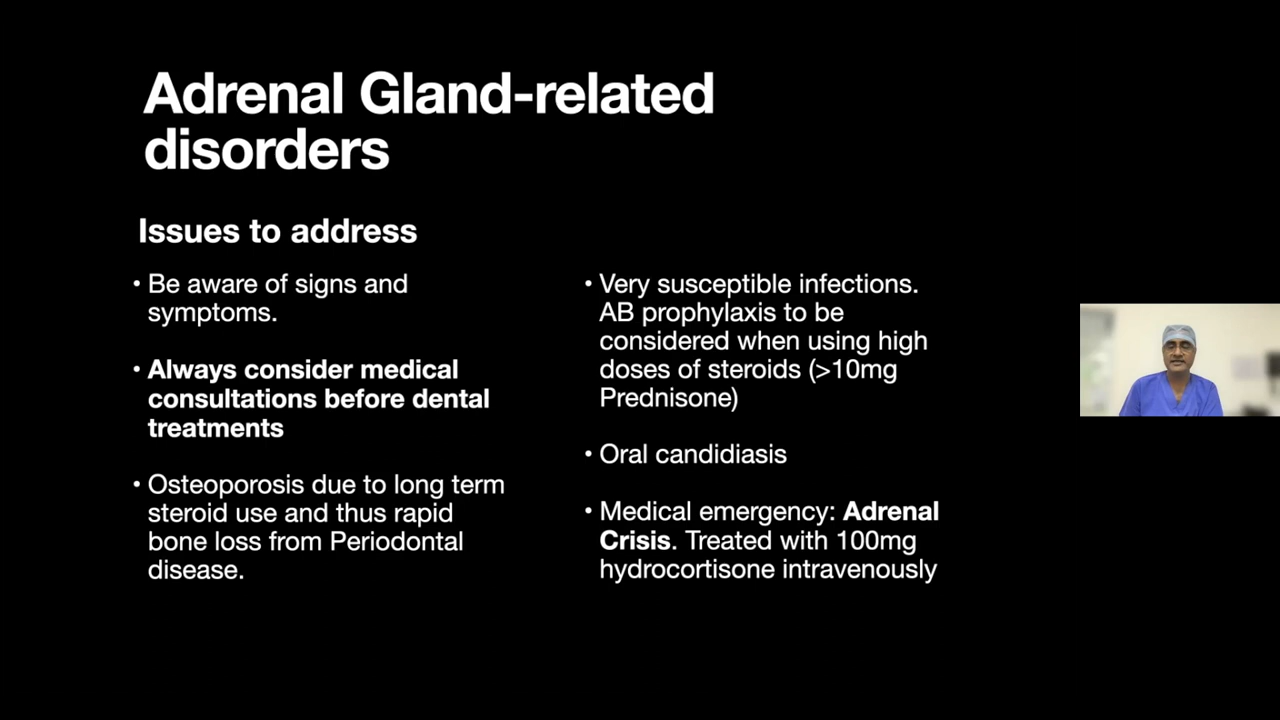 Adrenal Gland-related
disorders
Issues to address
• Be aware of signs and
symptoms.
• Always consider medical
consultations before dental
treatments
• Osteoporosis due to long term
steroid use and thus rapid
bone loss from Periodontal
disease.
• Very susceptible infections.
AB prophylaxis to be
considered when using high
doses of steroids (>10mg
Prednisone)
• Oral candidiasis
• Medical emergency: Adrenal
Crisis. Treated with 100mg
hydrocortisone intravenously